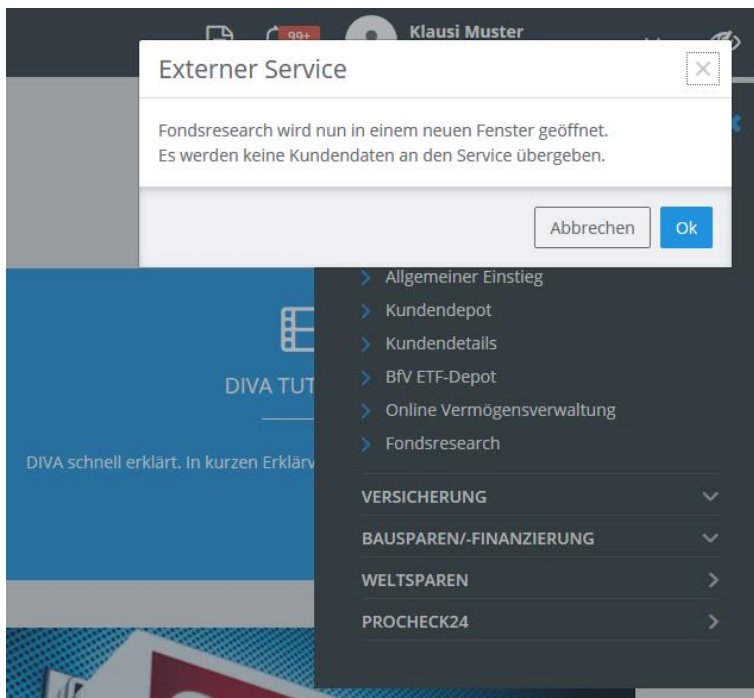 99+
Klausi Muster
Externer Service
Fondsresearch wird nun in einem neuen Fenster geöffnet.
Es werden keine Kundendaten an den Service übergeben.
Abbrechen
Ok
Allgemeiner Einstieg
Kundendepot
Kundendetails
BfV ETF-Depot
Online Vermögensverwaltung
Fondsresearch
VERSICHERUNG
BAUSPAREN/-FINANZIERUNG
WELTSPAREN
PROCHECK24
DIVA TUT
DIVA schnell erklärt. In kurzen Erklärv